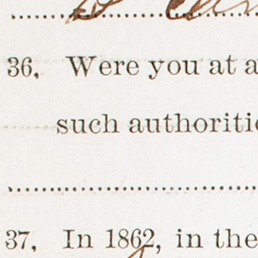 36. Were you at a
such authoriti
37. In 1862, in the